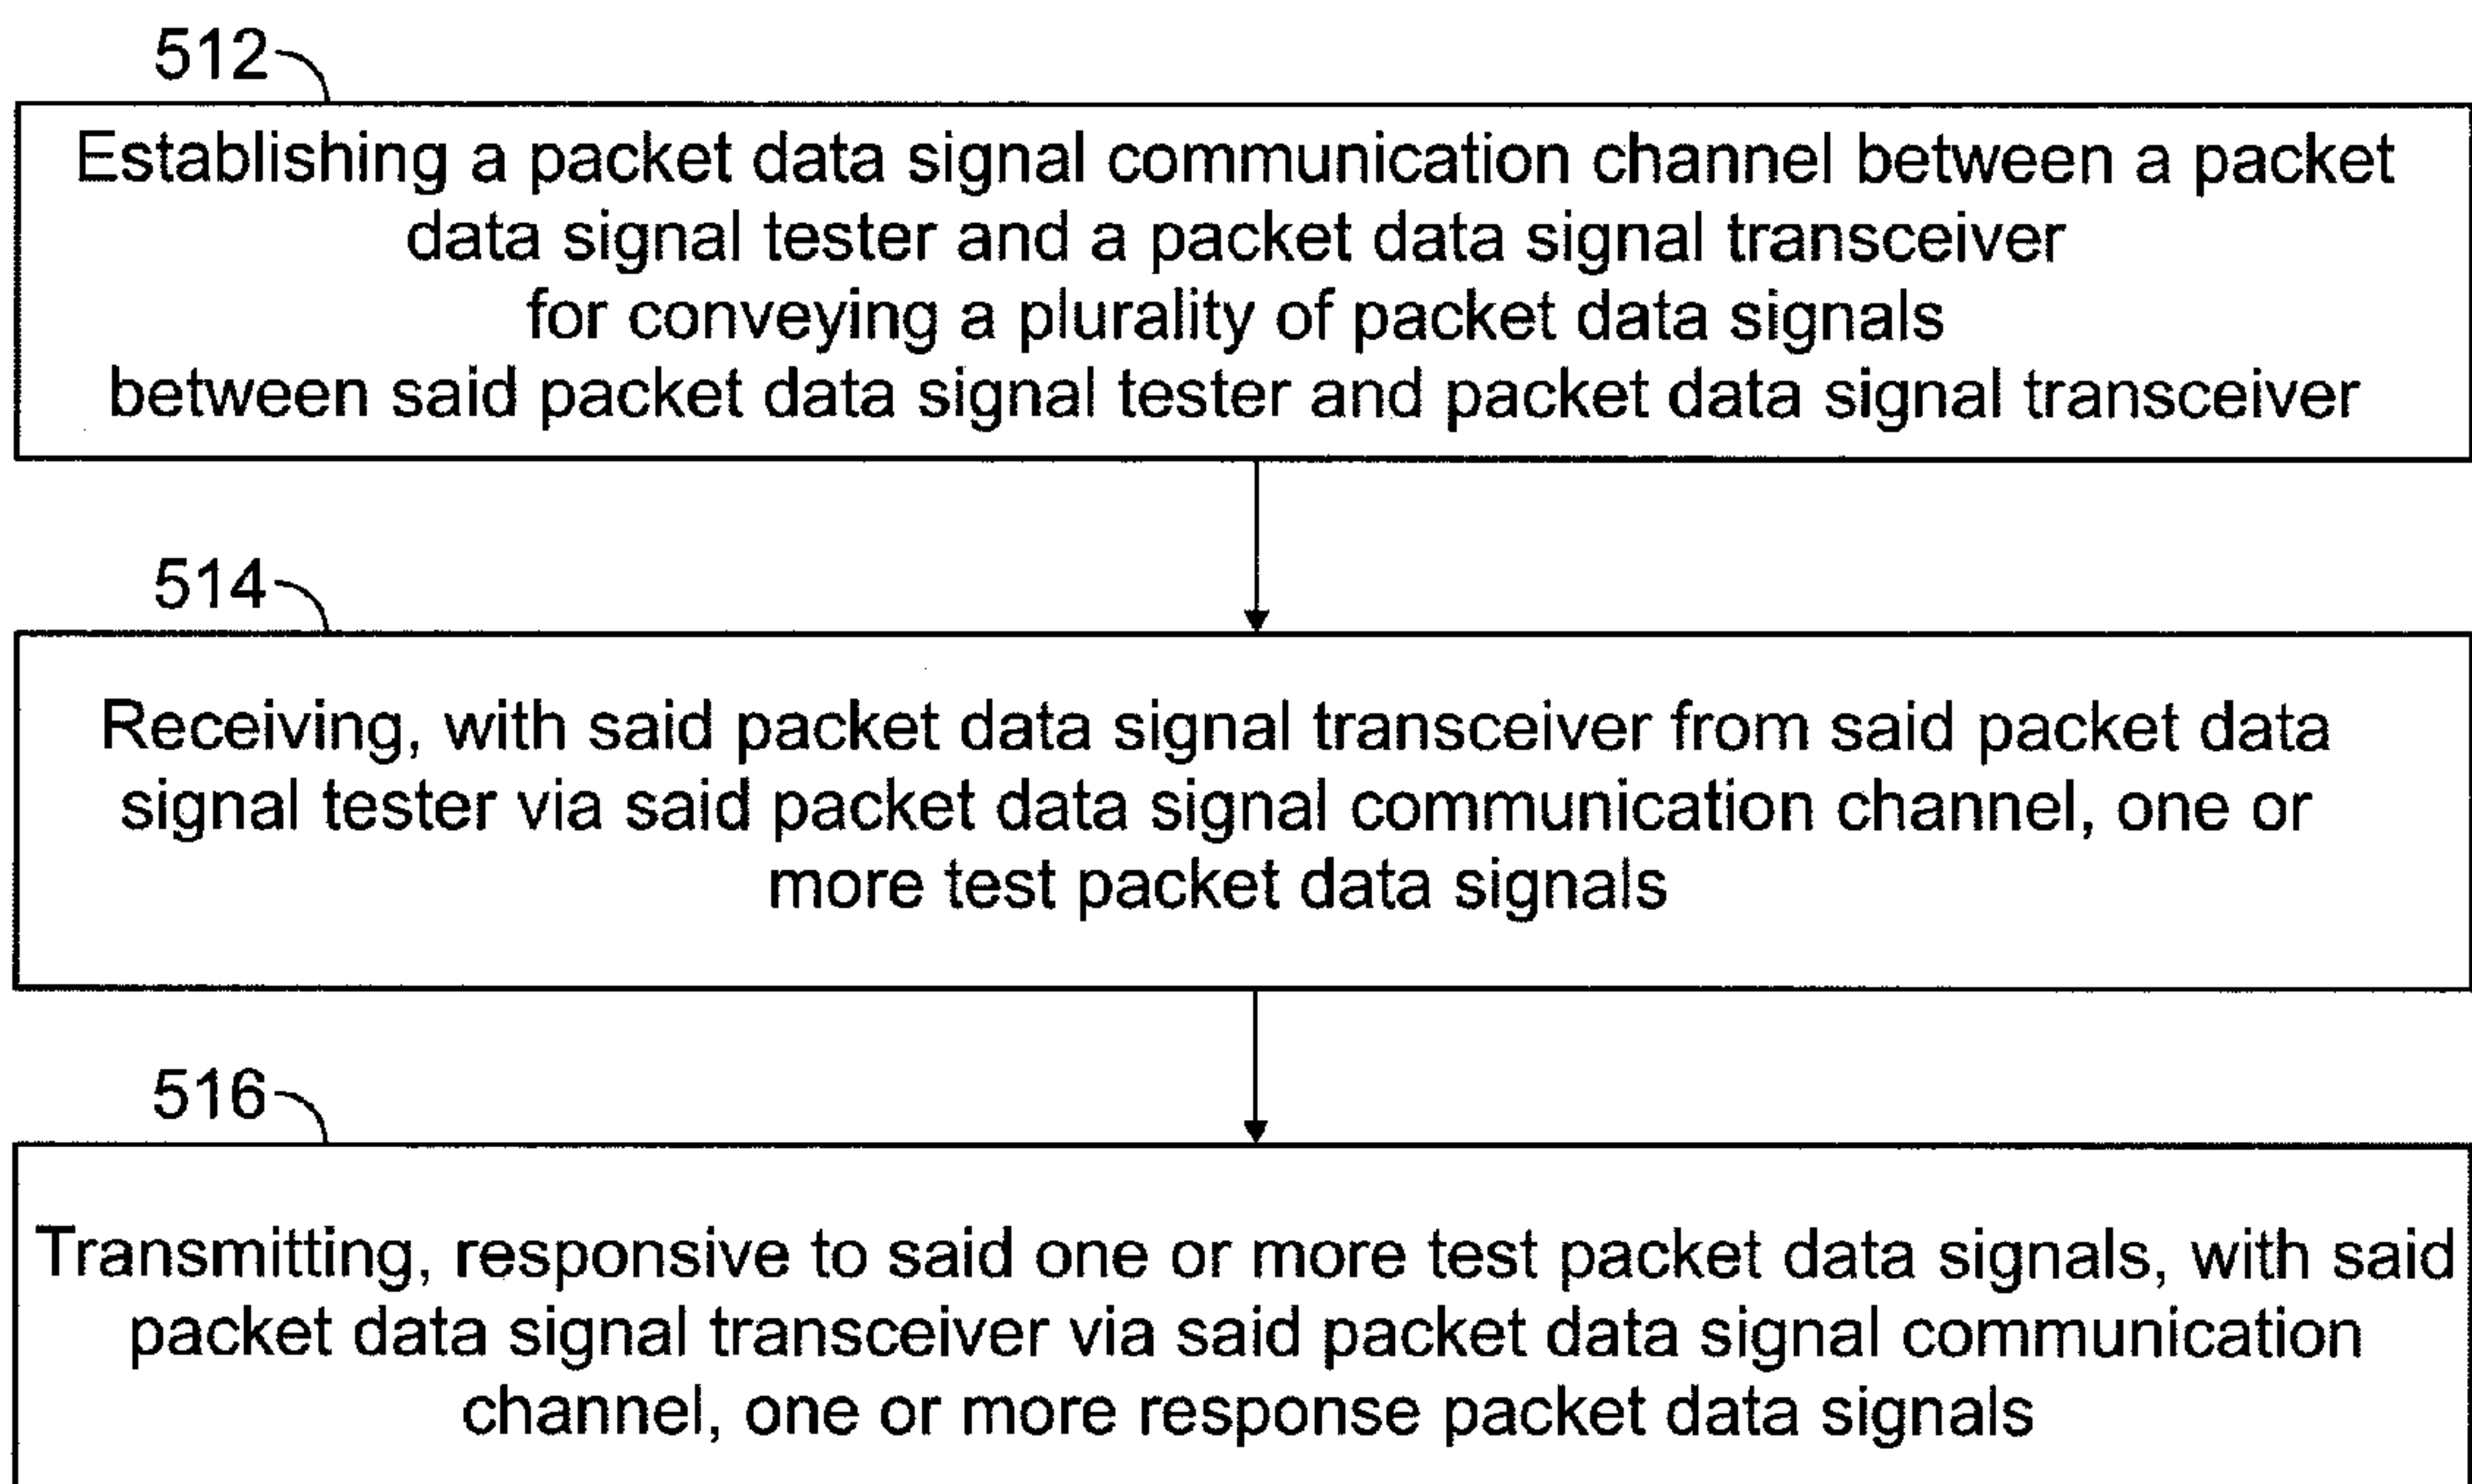 512
Establishing a packet data signal communication channel between a packet
data signal tester and a packet data signal transceiver
for conveying a plurality of packet data signals
between said packet data signal tester and packet data signal transceiver
514
Receiving, with said packet data signal transceiver from said packet data
signal tester via said packet data signal communication channel, one or
more test packet data signals
516
Transmitting, responsive to said one or more test packet data signals, with said
packet data signal transceiver via said packet data signal communication
channel, one or more response packet data signals